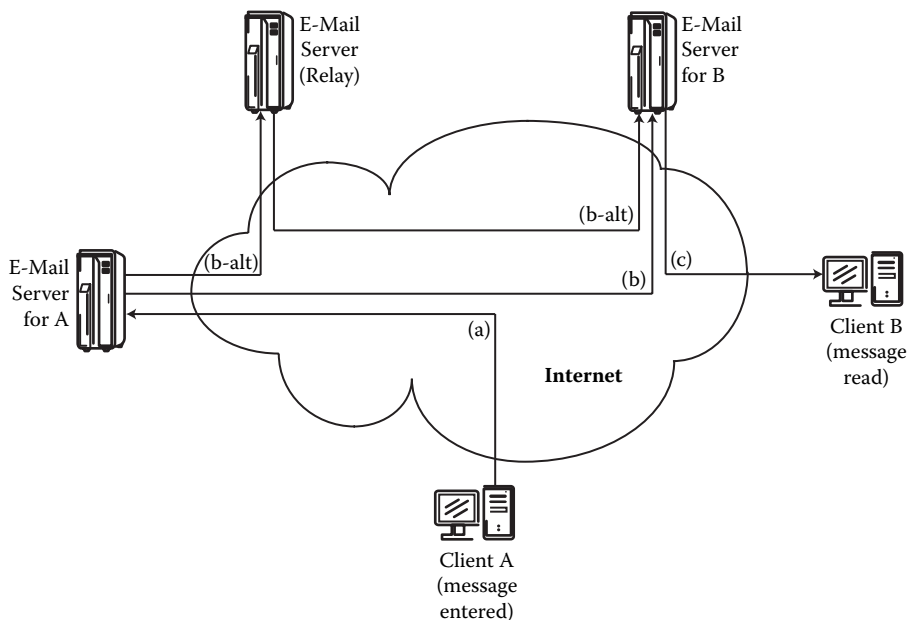 E-Mail
Server
(Relay)
E-Mail
Server
for B
(b-alt)
E-Mail
Server
for A
(b-alt)
(b)
(c)
(a)
Internet
Client B
(message
read)
Client A
(message
entered)